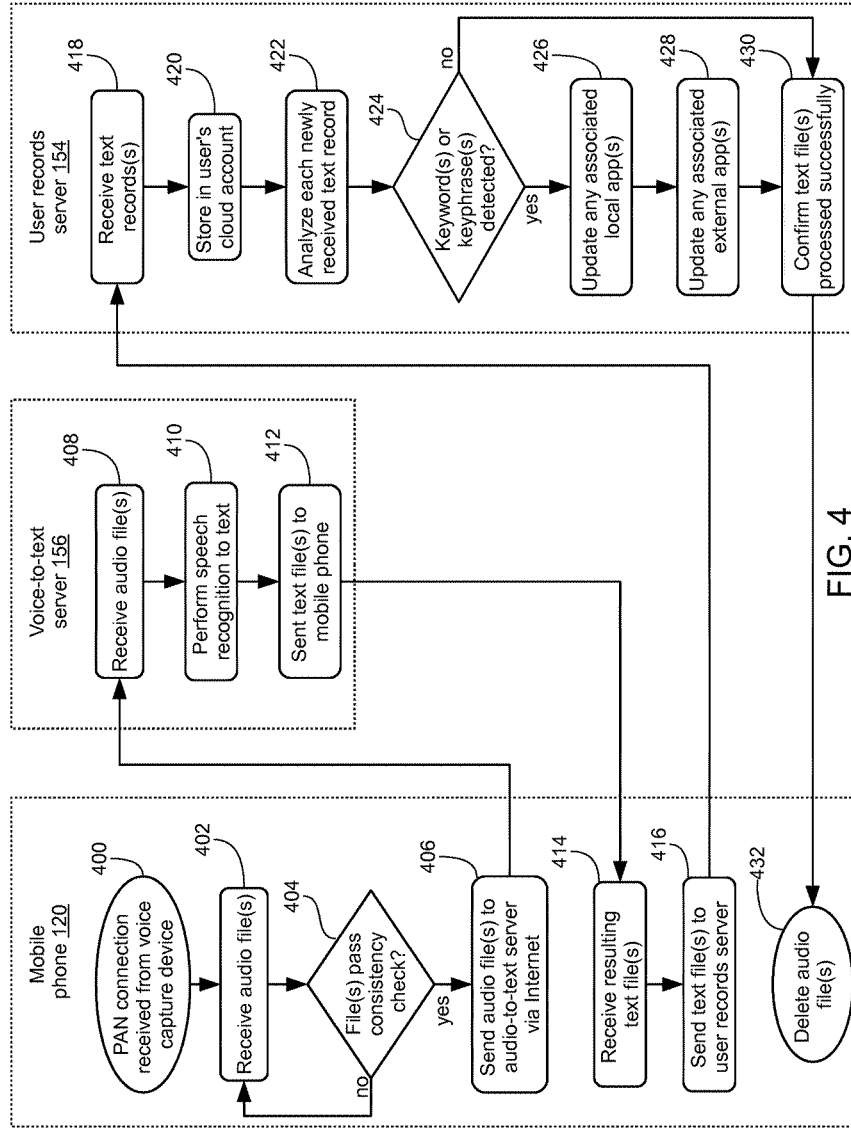 Mobile
phone 120
400
PAN connection
received from voice
capture device
402
Receive audio file(s)
404
File(s) pass
consistency
check?
no
yes
406
Send audio file(s) to
audio-to-text server
via Internet
414
Receive resulting
text file(s)
416
Send text file(s) to
user records server
432
Delete audio
file(s)
Voice-to-text
server 156
408
Receive audio file(s)
410
Perform speech
recognition to text
412
Sent text file(s) to
mobile phone
User records
server 154
418
Receive text
records(s)
420
Store in user's
cloud account
422
Analyze each newly
received text record
424
Keyword(s) or
keyphrase(s)
detected?
no
yes
426
Update any associated
local app(s)
428
Update any associated
external app(s)
430
Confirm text file(s)
processed successfully
FIG. 4